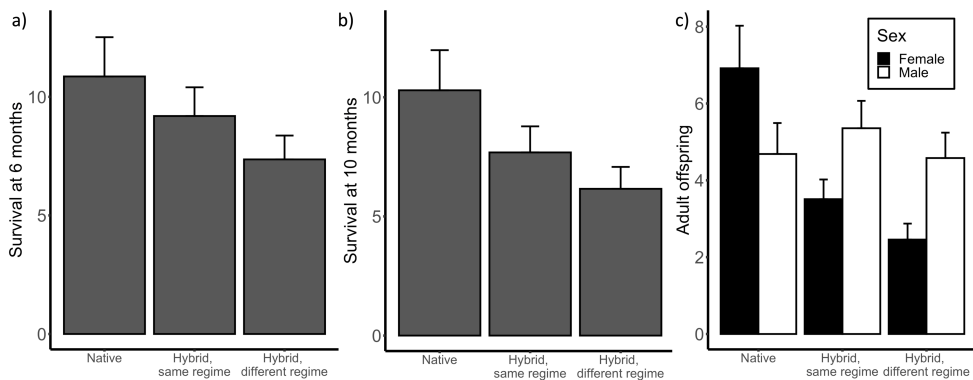 a)
Survival at 6 months
10
5
0
Native
Hybrid,
same regime
Hybrid,
different regime
b)
Survival at 10 months
10
5
0
Native
Hybrid,
same regime
Hybrid,
different regime
c)
Adult offspring
8
6
4
2
0
Sex
Female
Male
Native
Hybrid,
same regime
Hybrid,
different regime